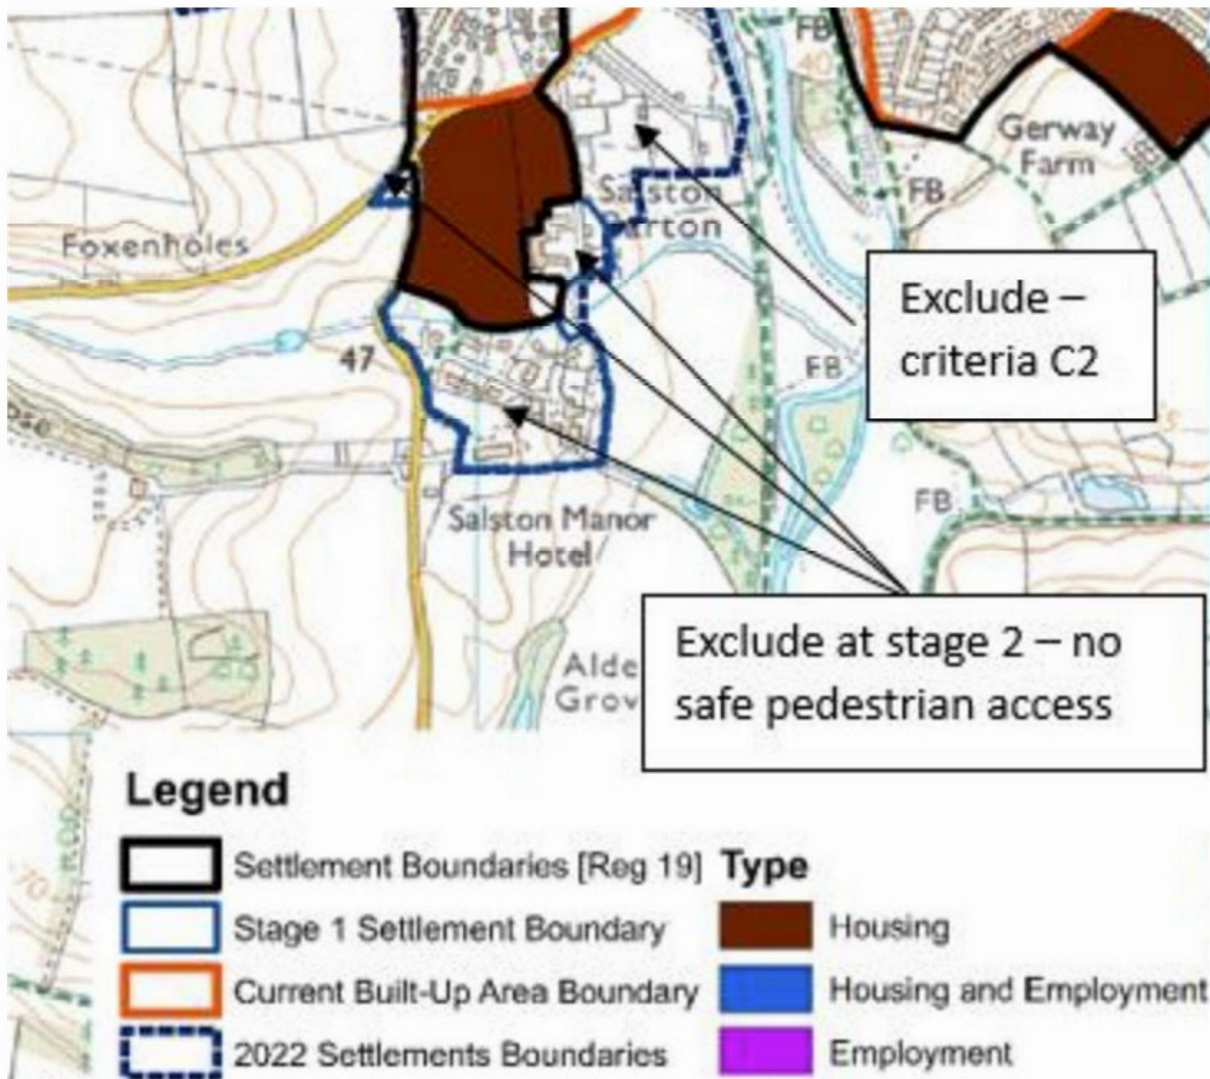 FB
40
Gerway
Farm
Salston
arton
FB
Foxenholes
Exclude –
criteria C2
47
FB
FB
Salston Manor
Hotel
Exclude at stage 2 – no
safe pedestrian access
Alde
Grov
70
Legend
Settlement Boundaries [Reg 19]
Stage 1 Settlement Boundary
Current Built-Up Area Boundary
2022 Settlements Boundaries
Type
Housing
Housing and Employment
Employment